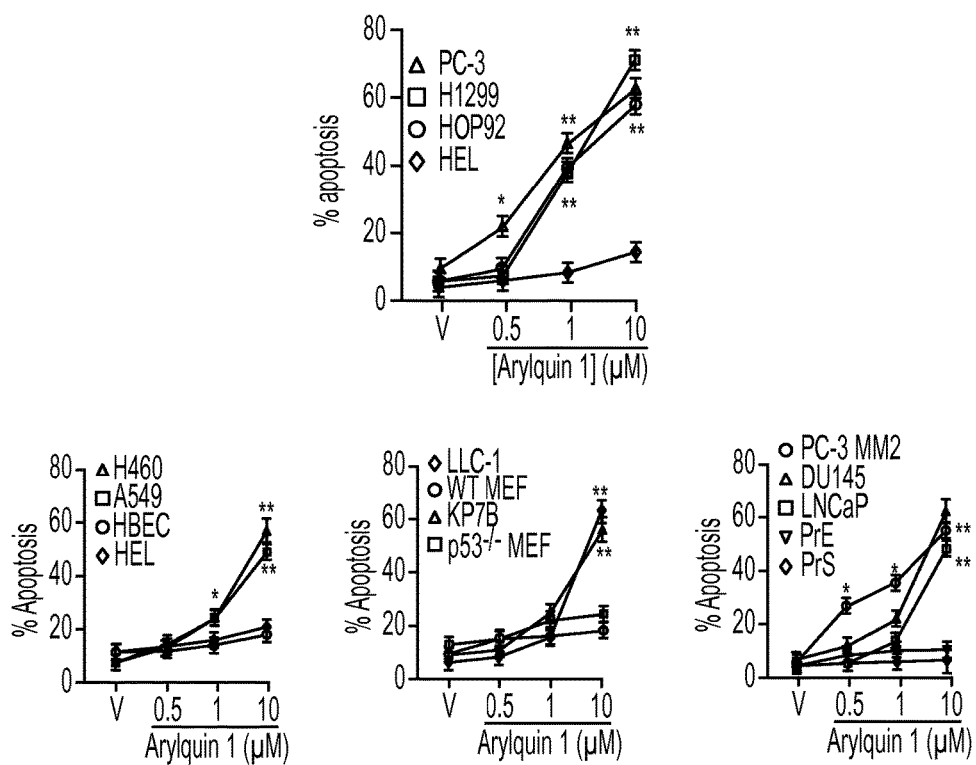 80
60
40
20
0
% apoptosis
PC-3
H1299
HOP92
HEL
*
**
**
**
**
V 0.5 1 10
[Arylquin 1] (µM)
80
60
40
20
0
% Apoptosis
H460
A549
HBEC
HEL
*
**
**
V 0.5 1 10
Arylquin 1 (µM)
80
60
40
20
0
% Apoptosis
LLC-1
WT MEF
KP7B
p53-/- MEF
**
**
V 0.5 1 10
Arylquin 1 (µM)
80
60
40
20
0
% Apoptosis
PC-3 MM2
DU145
LNCaP
PrE
PrS
*
*
**
**
V 0.5 1 10
Arylquin 1 (µM)